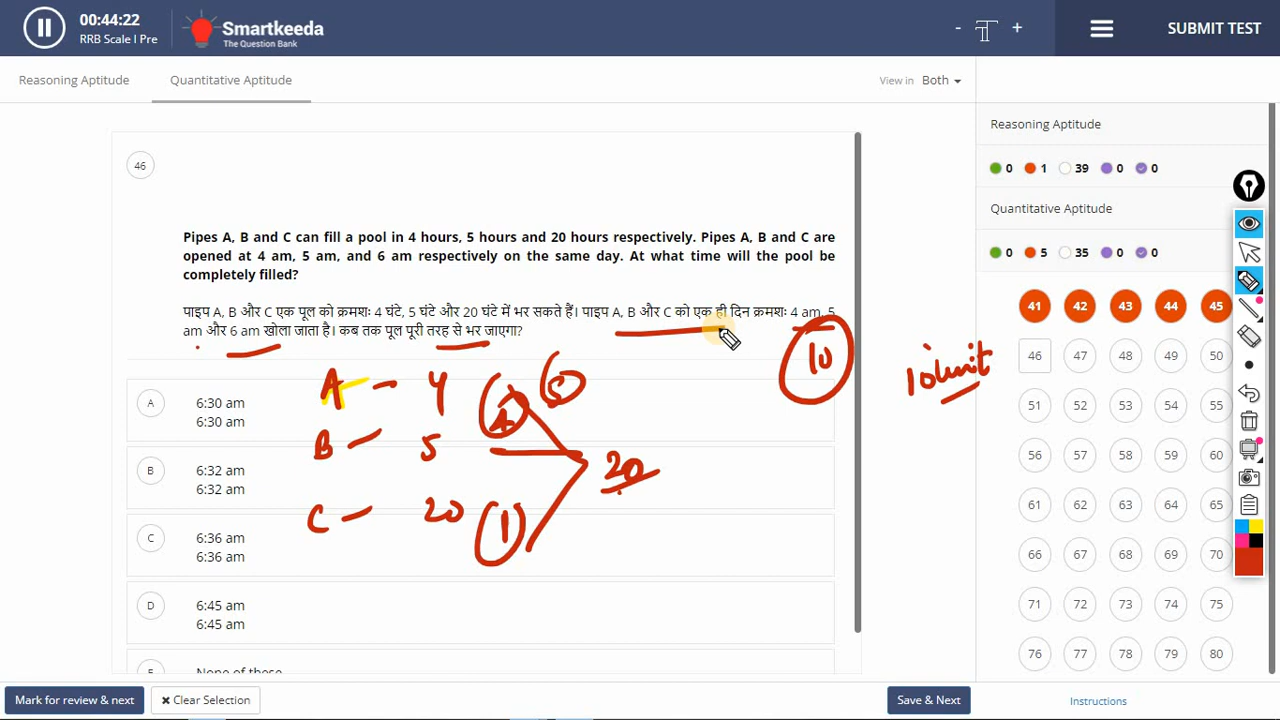 00:44:22
RRB Scale I Pre
Smartkeeda
The Question Bank
- T +
SUBMIT TEST
Reasoning Aptitude
Quantitative Aptitude
View in Both
46
Pipes A, B and C can fill a pool in 4 hours, 5 hours and 20 hours respectively. Pipes A, B and C are
opened at 4 am, 5 am, and 6 am respectively on the same day. At what time will the pool be
completely filled?
पाइप A, B और C एक पूल को क्रमशः 4 घंटे, 5 घंटे और 20 घंटे में भर सकते हैं। पाइप A, B और C को एक ही दिन क्रमशः 4 am, 5
am और 6 am खोला जाता है। कब तक पूल पूरी तरह से भर जाएगा?
A
6:30 am
6:30 am
B
6:32 am
6:32 am
C
6:36 am
6:36 am
D
6:45 am
6:45 am
E
None of these
A - 4 5
B - 5 4
C - 20 1
20
10
10 unit
Mark for review & next
Clear Selection
Save & Next
Reasoning Aptitude
0 1 39 0 0
Quantitative Aptitude
0 5 35 0 0
41 42 43 44 45
46 47 48 49 50
51 52 53 54 55
56 57 58 59 60
61 62 63 64 65
66 67 68 69 70
71 72 73 74 75
76 77 78 79 80
Instructions